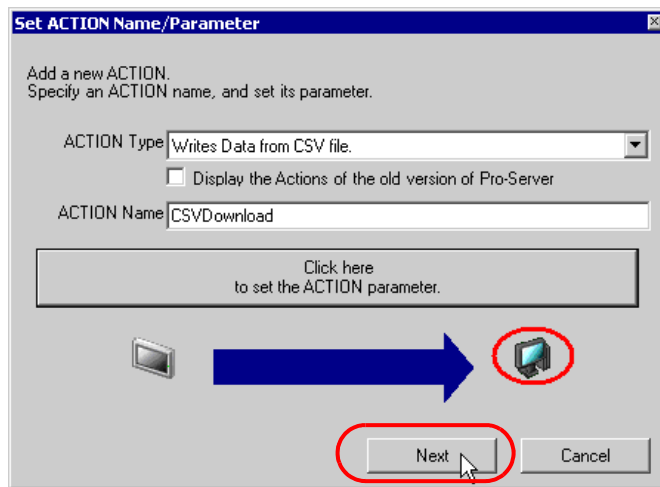 Set ACTION Name/Parameter
Add a new ACTION.
Specify an ACTION name, and set its parameter.
ACTION Type Writes Data from CSV file.
Display the Actions of the old version of Pro-Server
ACTION Name CSVDownload
Click here
to set the ACTION parameter.
Next Cancel